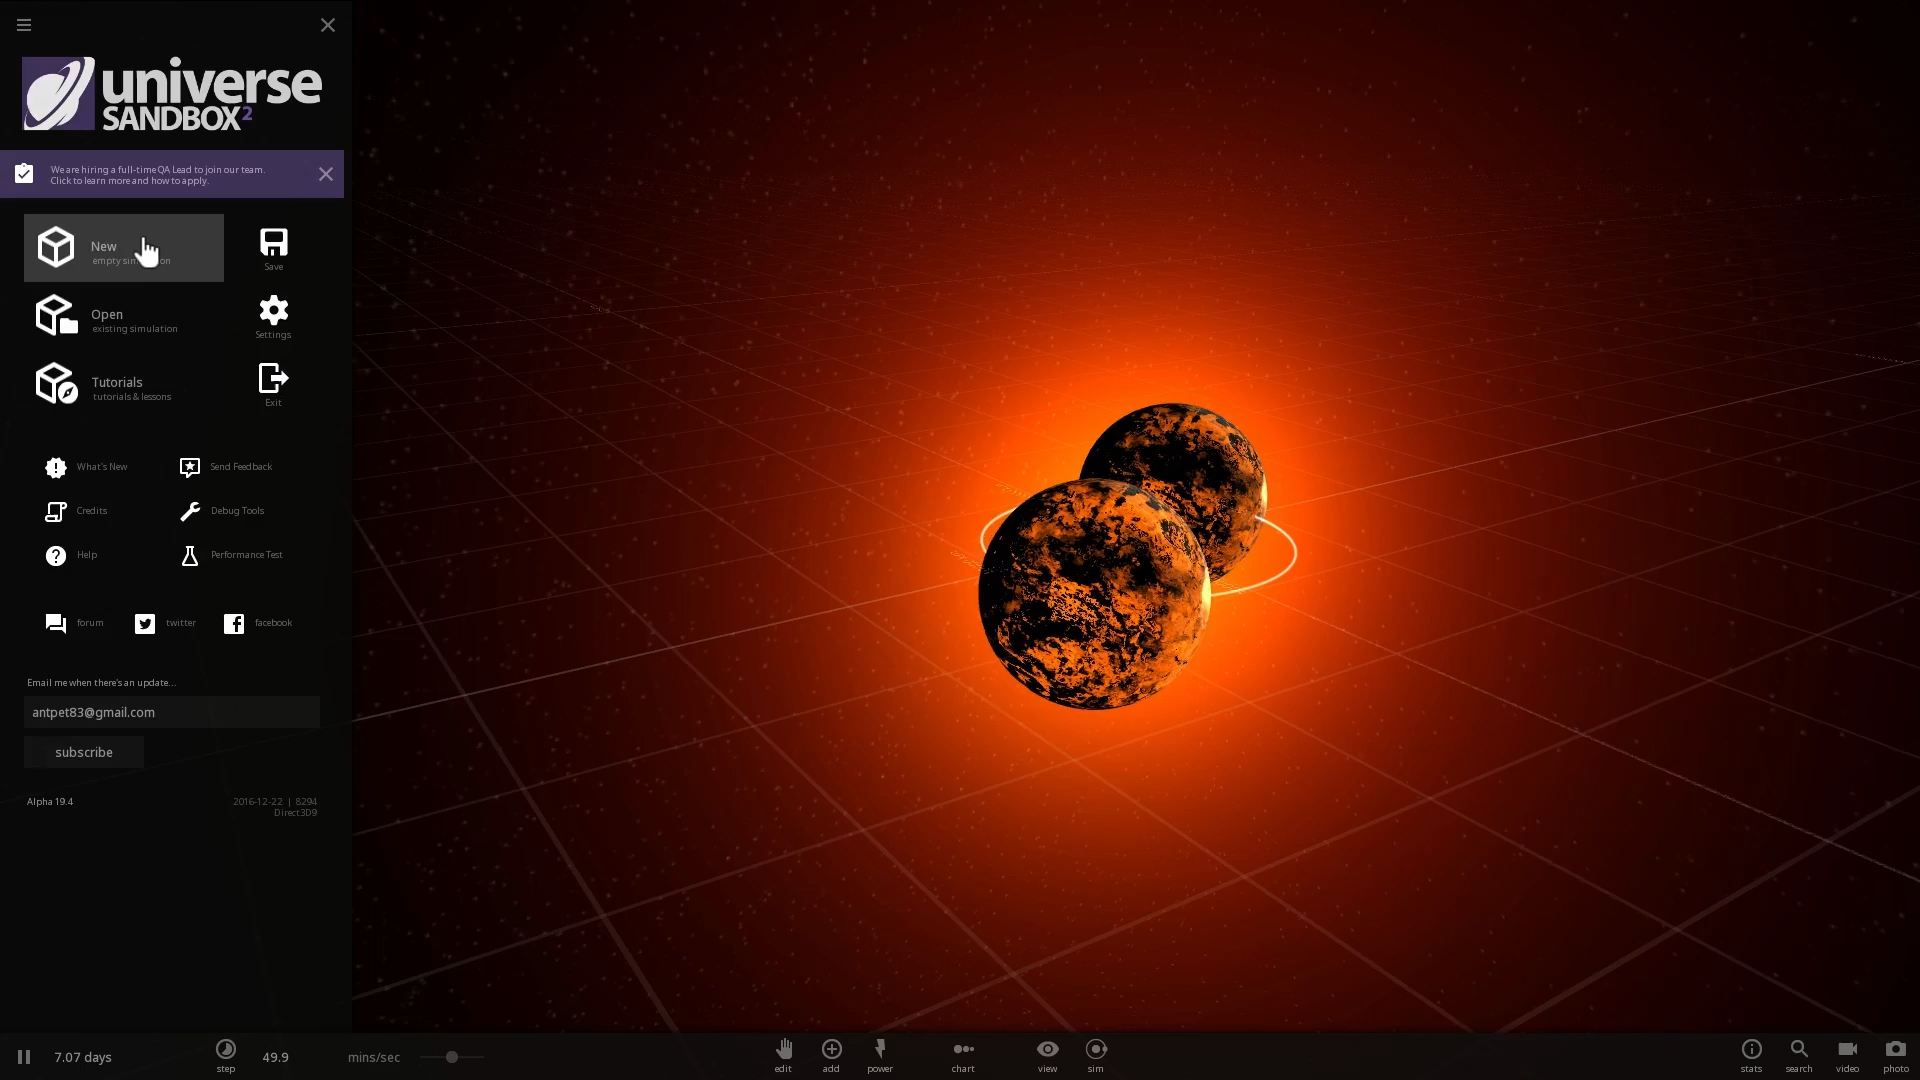 universe
SANDBOX 2
We are hiring a full-time QA Lead to join our team.
Click to learn more and how to apply.
New
Save
Open
existing simulation
Settings
Tutorials
tutorials & lessons
Exit
What's New
Send Feedback
Credits
Debug Tools
Help
Performance Test
forum
twitter
facebook
Email me when there's an update...
antpet83@gmail.com
subscribe
Alpha 19.4
2016-12-22 | 8294
Direct3D9
7.07 days
step
49.9
mins/sec
edit
add
power
chart
view
sim
stats
search
video
photo